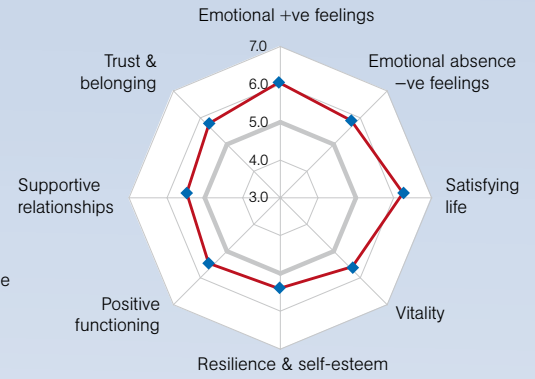 Emotional +ve feelings
7.0
Trust &
belonging
Emotional absence
–ve feelings
6.0
5.0
4.0
Supportive
relationships
3.0
Satisfying
life
e
Positive
functioning
Vitality
Resilience & self-esteem